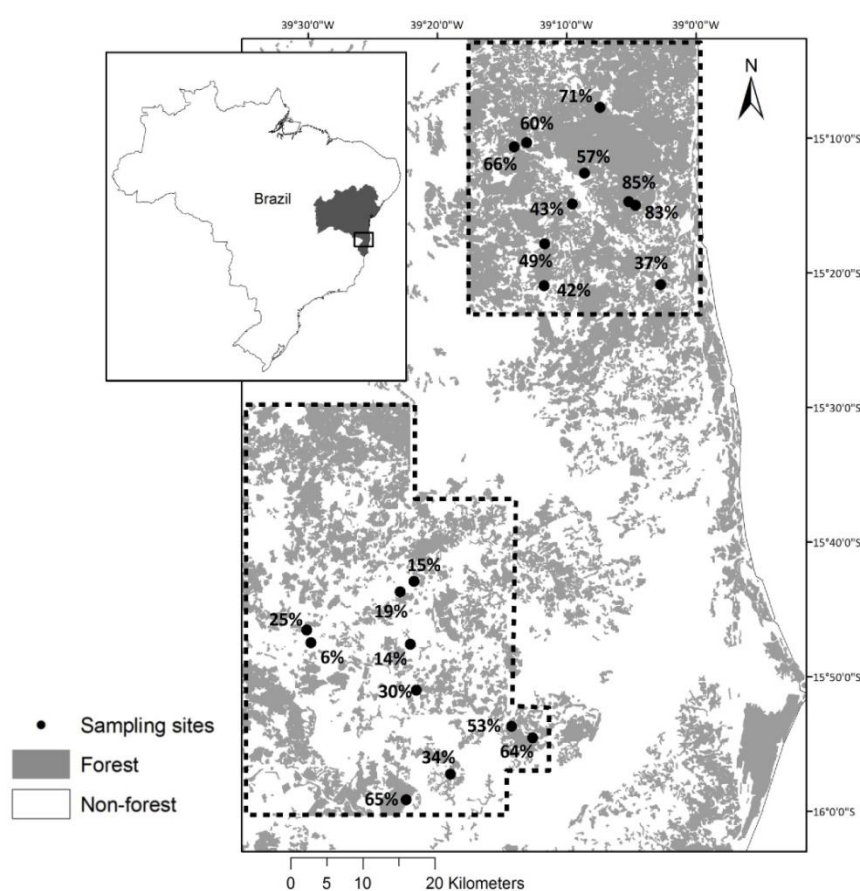 39°30'0"W
39°20'0"W
39°10'0"W
39°0'0"W
N
Brazil
71%
60%
66%
57%
85%
83%
43%
49%
42%
37%
15°10'0"S
15°20'0"S
15°30'0"S
15°40'0"S
15°50'0"S
16°0'0"S
15%
19%
25%
6%
14%
30%
53%
64%
34%
65%
Sampling sites
Forest
Non-forest
0 5 10 20 Kilometers